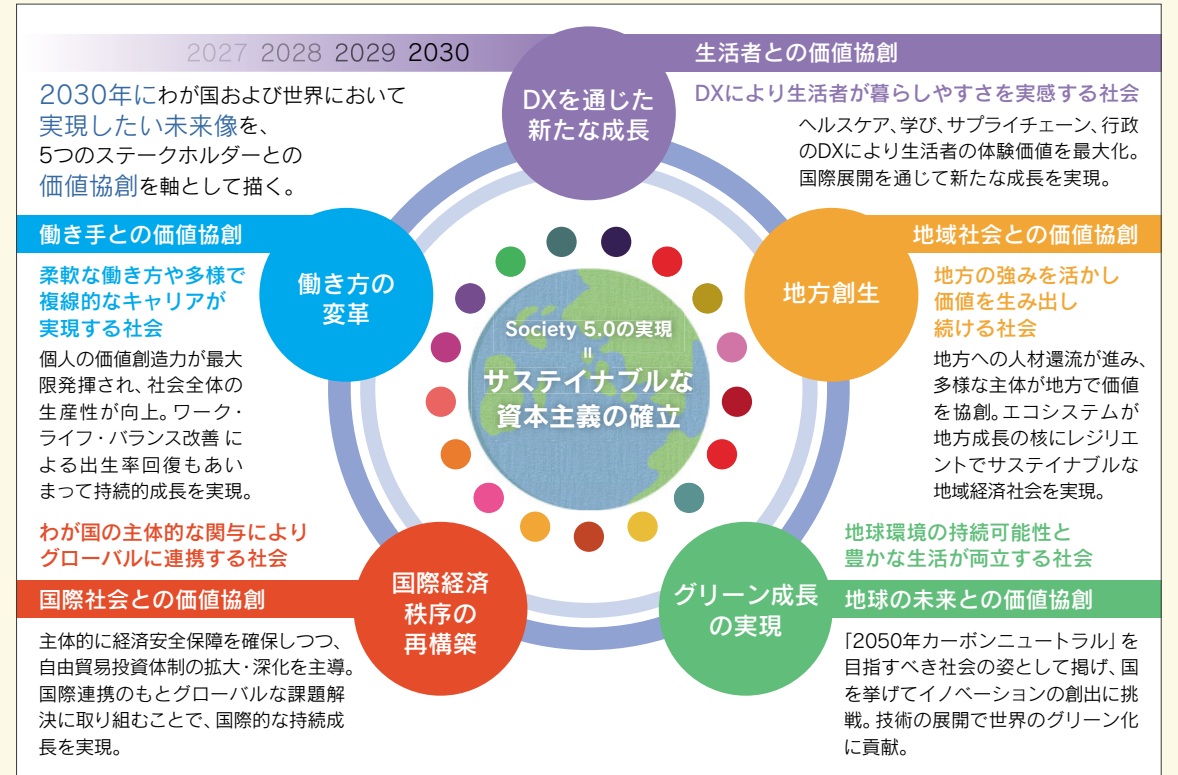 2027 2028 2029 2030
2030年にわが国および世界において
実現したい未来像を、
5つのステークホルダーとの
価値協創を軸として描く。
DXを通じた
新たな成長
生活者との価値協創
DXにより生活者が暮らしやすさを実感する社会
ヘルスケア、学び、サプライチェーン、行政
のDXにより生活者の体験価値を最大化。
国際展開を通じて新たな成長を実現。
働き手との価値協創
柔軟な働き方や多様で
複線的なキャリアが
実現する社会
個人の価値創造力が最大
限発揮され、社会全体の
生産性が向上。ワーク・
ライフ・バランス改善に
よる出生率回復もあい
まって持続的成長を実現。
働き方の
変革
地方創生
地域社会との価値協創
地方の強みを活かし
価値を生み出し
続ける社会
地方への人材還流が進み、
多様な主体が地方で価値
を協創。エコシステムが
地方成長の核にレジリエ
ントでサステイナブルな
地域経済社会を実現。
Society 5.0の実現
=
サステイナブルな
資本主義の確立
わが国の主体的な関与により
グローバルに連携する社会
国際社会との価値協創
主体的に経済安全保障を確保しつつ、
自由貿易投資体制の拡大・深化を主導。
国際連携のもとグローバルな課題解
決に取り組むことで、国際的な持続成
長を実現。
国際経済
秩序の
再構築
グリーン成長
の実現
地球環境の持続可能性と
豊かな生活が両立する社会
地球の未来との価値協創
「2050年カーボンニュートラル」を
目指すべき社会の姿として掲げ、国
を挙げてイノベーションの創出に挑
戦。技術の展開で世界のグリーン化
に貢献。